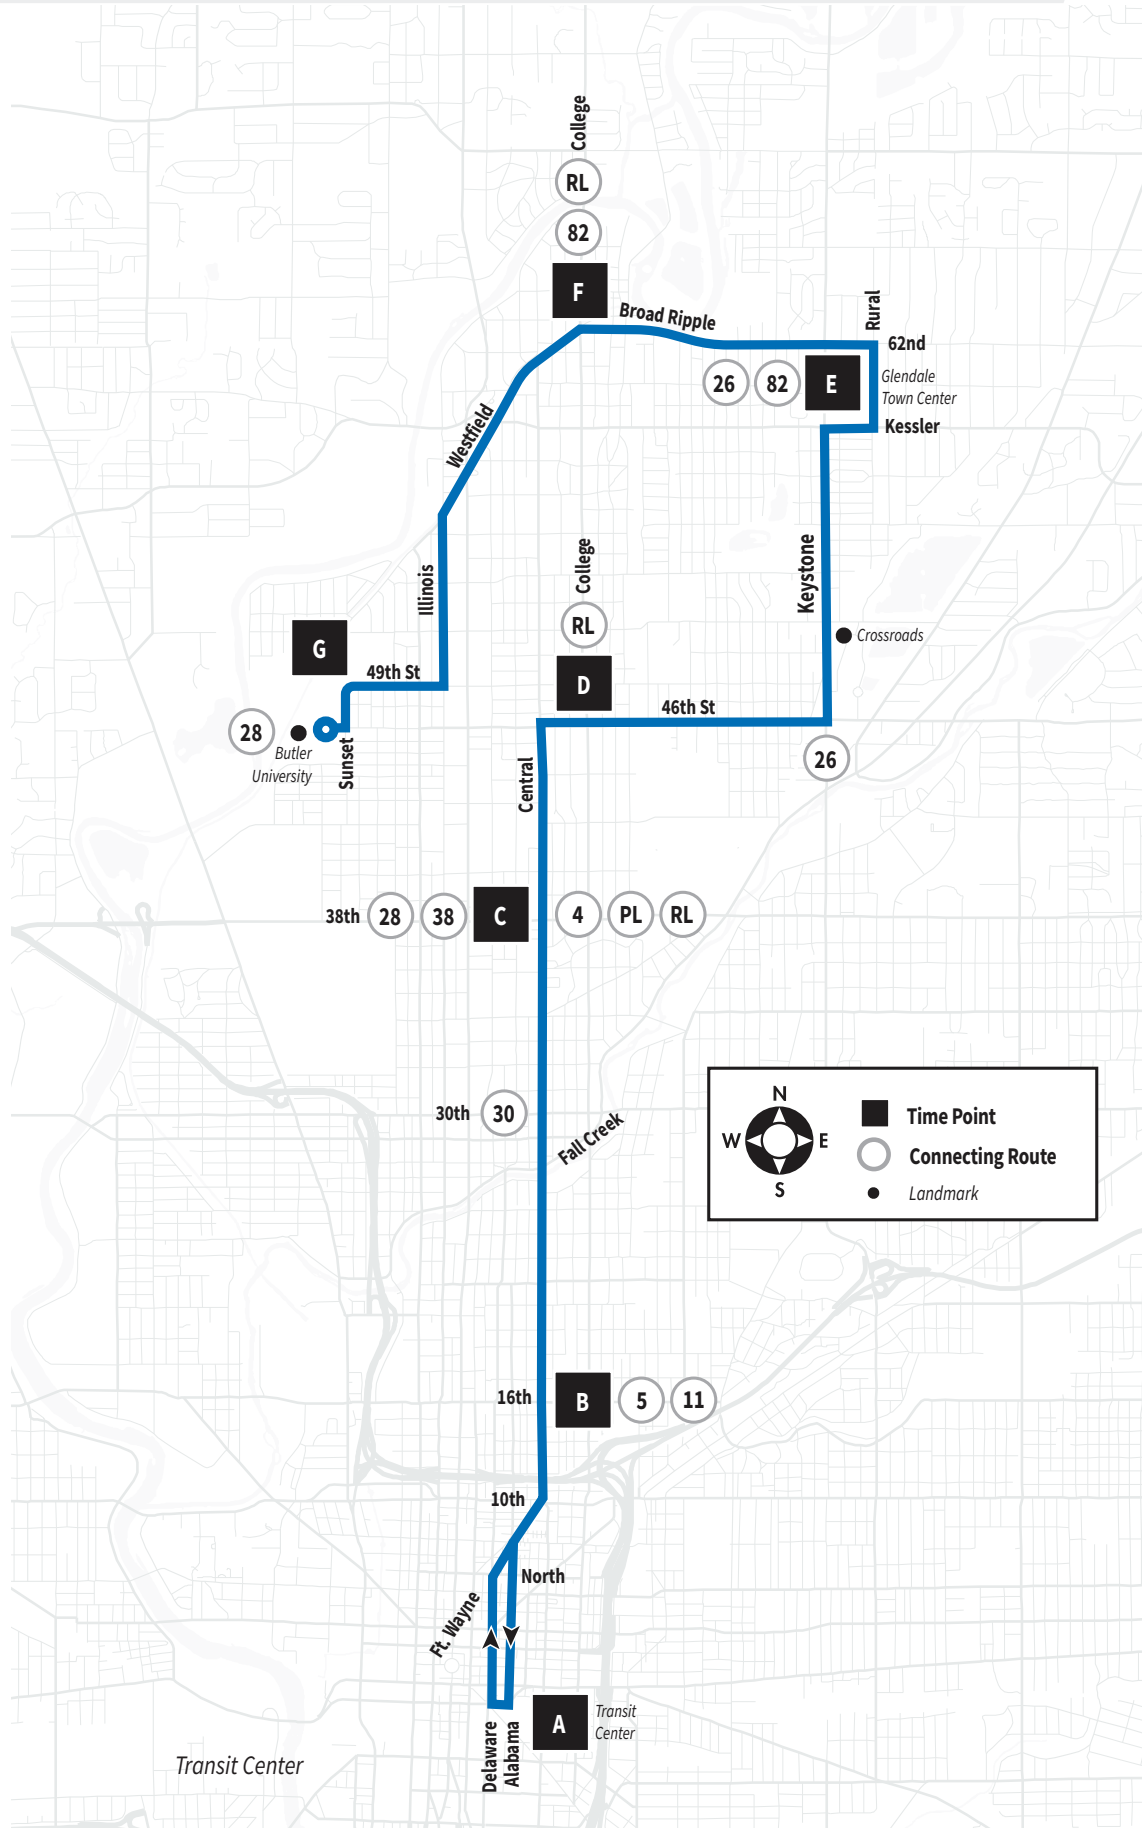 College
RL
82
F
Broad Ripple
Rural
62nd
26
82
E
Glendale
Town Center
Kessler
Westfield
Keystone
College
Illinois
RL
G
Crossroads
49th St
D
46th St
28
Butler
University
Sunset
26
Central
38th
28
38
C
4
PL
RL
30th
30
Fall Creek
N
W
E
S
Time Point
Connecting Route
Landmark
16th
B
5
11
10th
North
Ft. Wayne
A
Transit
Center
Delaware
Alabama
Transit Center